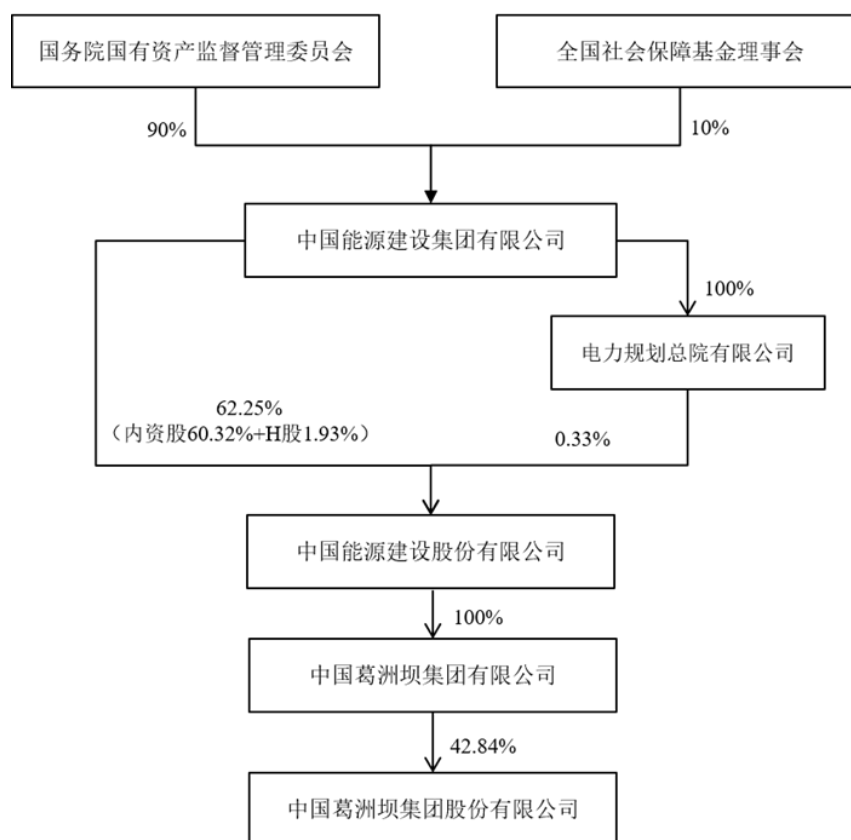 国务院国有资产监督管理委员会
全国社会保障基金理事会
90%
10%
中国能源建设集团有限公司
100%
电力规划总院有限公司
62.25%
（内资股60.32%+H股1.93%）
0.33%
中国能源建设股份有限公司
100%
中国葛洲坝集团有限公司
42.84%
中国葛洲坝集团股份有限公司